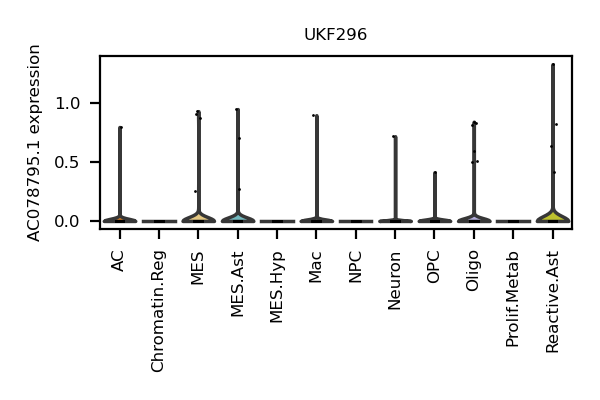 UKF296
AC078795.1 expression
1.0
0.5
0.0
AC
Chromatin.Reg
MES
MES.Ast
MES.Hyp
Mac
NPC
Neuron
OPC
Oligo
Prolif.Metab
Reactive.Ast